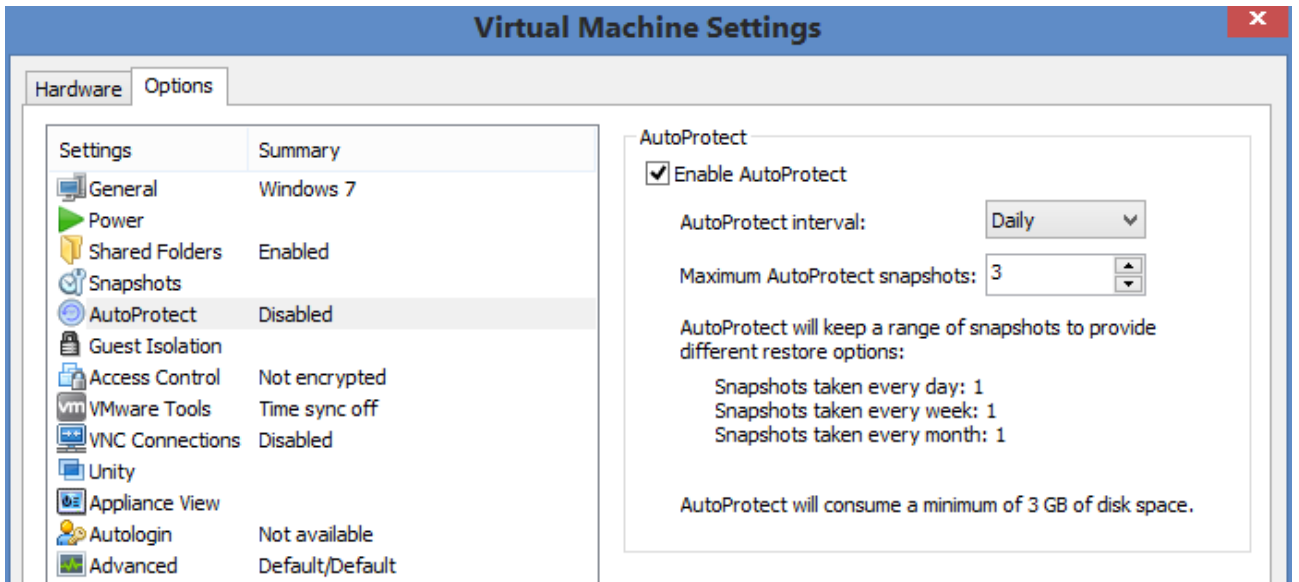 Virtual Machine Settings
x
Hardware Options
Settings Summary
General Windows 7
Power
Shared Folders Enabled
Snapshots
AutoProtect Disabled
Guest Isolation
Access Control Not encrypted
vm VMware Tools Time sync off
VNC Connections Disabled
Unity
Appliance View
Autologin Not available
Advanced Default/Default
AutoProtect
Enable AutoProtect
AutoProtect interval: Daily
Maximum AutoProtect snapshots: 3
AutoProtect will keep a range of snapshots to provide
different restore options:
Snapshots taken every day: 1
Snapshots taken every week: 1
Snapshots taken every month: 1
AutoProtect will consume a minimum of 3 GB of disk space.